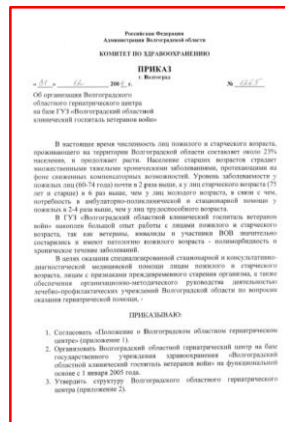 Российская Федерация
Администрация Волгоградской области
КОМИТЕТ ПО ЗДРАВООХРАНЕНИЮ
ПРИКАЗ
г. Волгоград
« 31 » 12 200 г. №
Об организации Волгоградского
областного гериатрического центра
на базе ГУЗ «Волгоградский областной
клинический госпиталь ветеранов войн»
В настоящее время численность лиц пожилого и старческого возраста,
проживающего на территории Волгоградской области составляет около 23%
населения, и продолжает расти. Население старших возрастов страдает
множественными тяжелыми хроническими заболеваниями, протекающими на
фоне сниженных компенсаторных возможностей. Уровень заболеваемости у
пожилых лиц (60-74 года) почти в 2 раза выше, а у лиц старческого возраста (75
лет и старше) в 6 раз выше, чем у лиц молодого возраста, в связи с чем,
потребность в амбулаторно-поликлинической и стационарной помощи у
пожилых в 2-4 раза выше, чем у лиц трудоспособного возраста.
В ГУЗ «Волгоградский областной клинический госпиталь ветеранов
войн» накоплен большой опыт работы с лицами пожилого и старческого
возраста, так как ветераны, инвалиды и участники ВОВ значительно
состарились и имеют патологию пожилого возраста - полиморбидность и
хроническое течение заболеваний.
В целях оказания специализированной стационарной и консультативно-
диагностической медицинской помощи лицам пожилого и старческого
возраста, лицам с признаками преждевременного старения организма, а также
обеспечения организационно-методического руководства деятельностью
лечебно-профилактических учреждений Волгоградской области по вопросам
оказания гериатрической помощи, -
ПРИКАЗЫВАЮ:
1. Согласовать «Положение о Волгоградском областном гериатрическом
центре» (приложение 1).
2. Организовать Волгоградский областной гериатрический центр на базе
государственного учреждения здравоохранения «Волгоградский
областной клинический госпиталь ветеранов войн» на функциональной
основе с 1 января 2005 года.
3. Утвердить структуру Волгоградского областного гериатрического
центра (приложение 2).